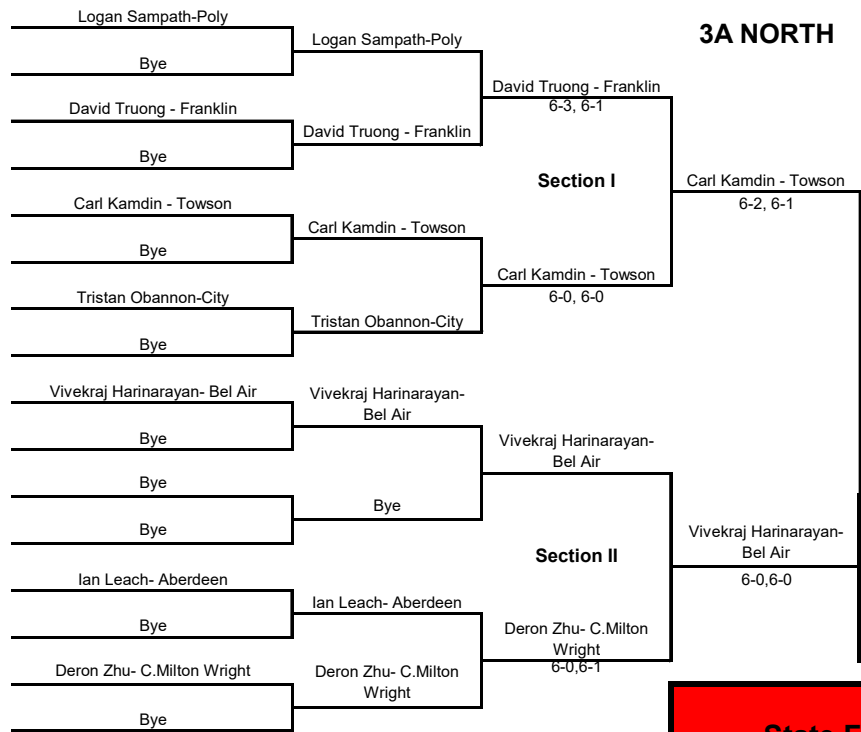 Logan Sampath-Poly
Bye
David Truong - Franklin
Bye
Carl Kamdin - Towson
Bye
Tristan Obannon-City
Bye
Vivekraj Harinarayan- Bel Air
Bye
Bye
Bye
Ian Leach- Aberdeen
Bye
Deron Zhu- C.Milton Wright
Bye
Logan Sampath-Poly
David Truong - Franklin
Carl Kamdin - Towson
Tristan Obannon-City
Vivekraj Harinarayan-
Bel Air
Bye
Ian Leach- Aberdeen
Deron Zhu- C.Milton
Wright
David Truong - Franklin
6-3, 6-1
Section I
Carl Kamdin - Towson
6-0, 6-0
Vivekraj Harinarayan-
Bel Air
Section II
Deron Zhu- C.Milton
Wright
6-0,6-1
3A NORTH
Carl Kamdin - Towson
6-2, 6-1
Vivekraj Harinarayan-
Bel Air
6-0,6-0
State